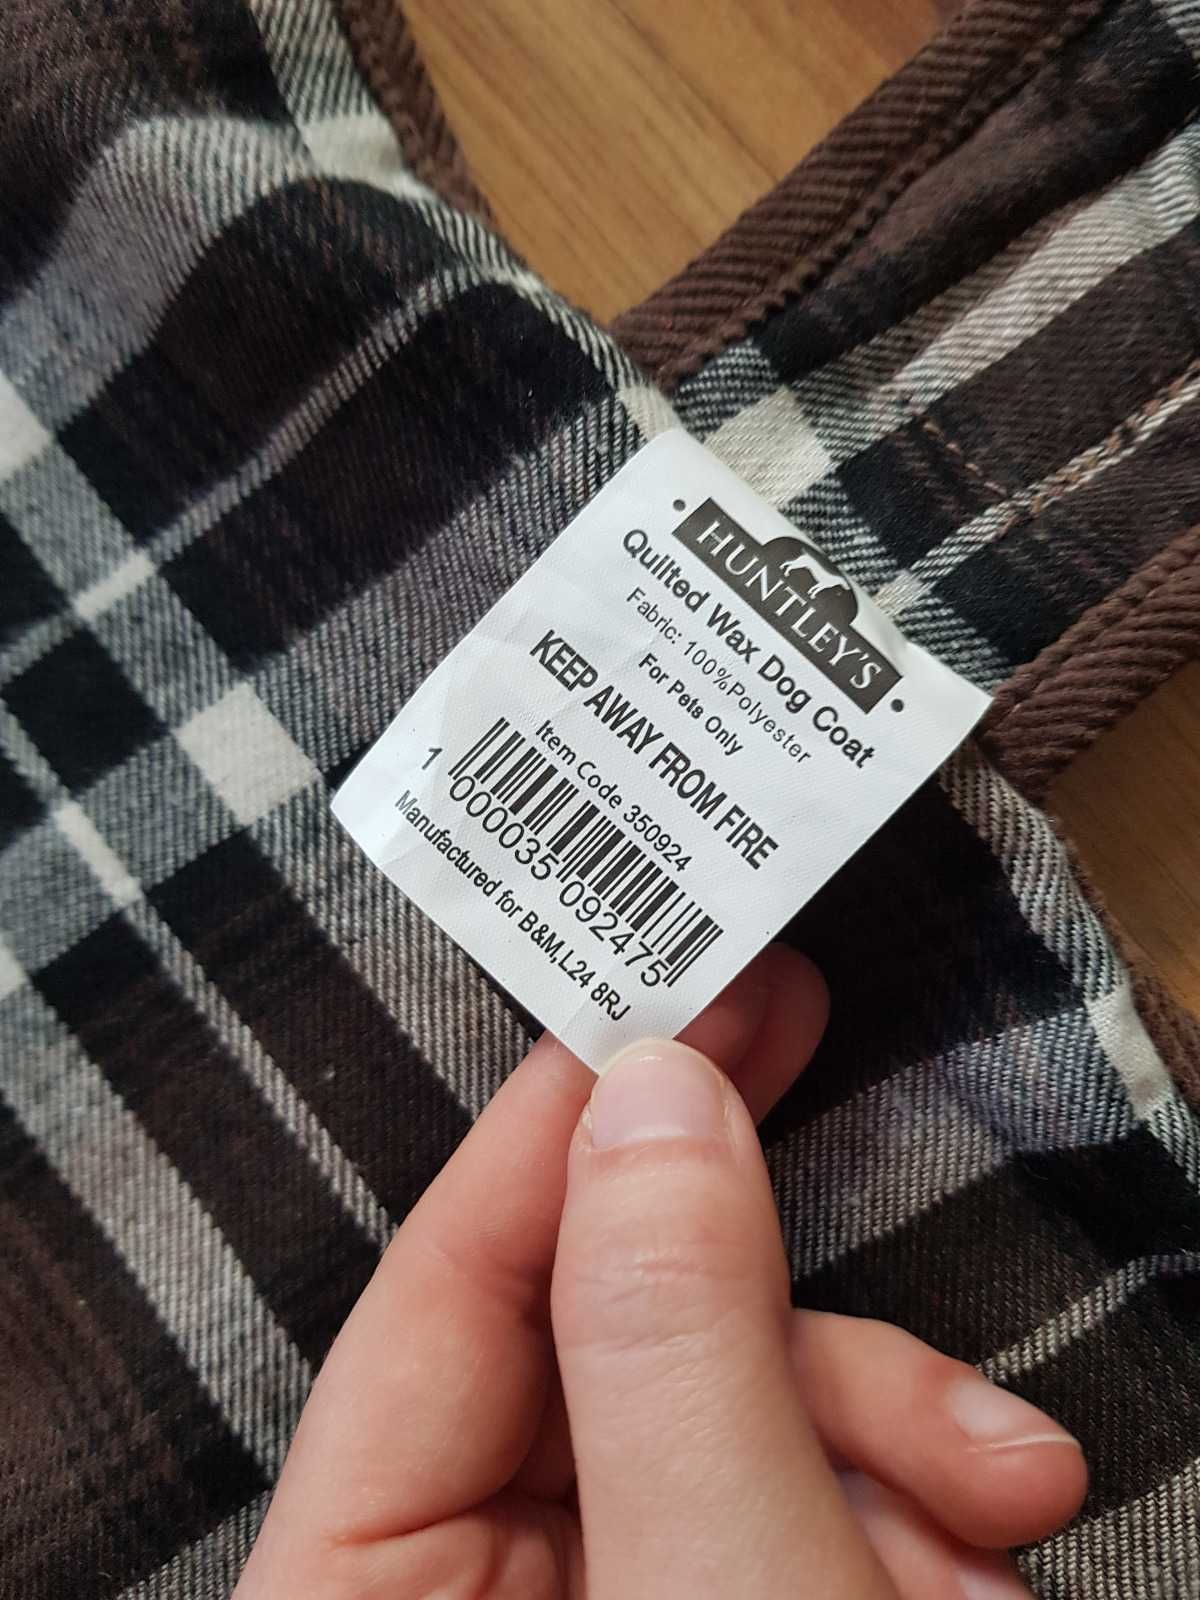 HUNTLEY'S
Quilted Wax Dog Coat
Fabric: 100%Polyester
For Pets Only
KEEP AWAY FROM FIRE
Item Code 350924
1 000035 092475
Manufactured for B&M,L24 8RJ